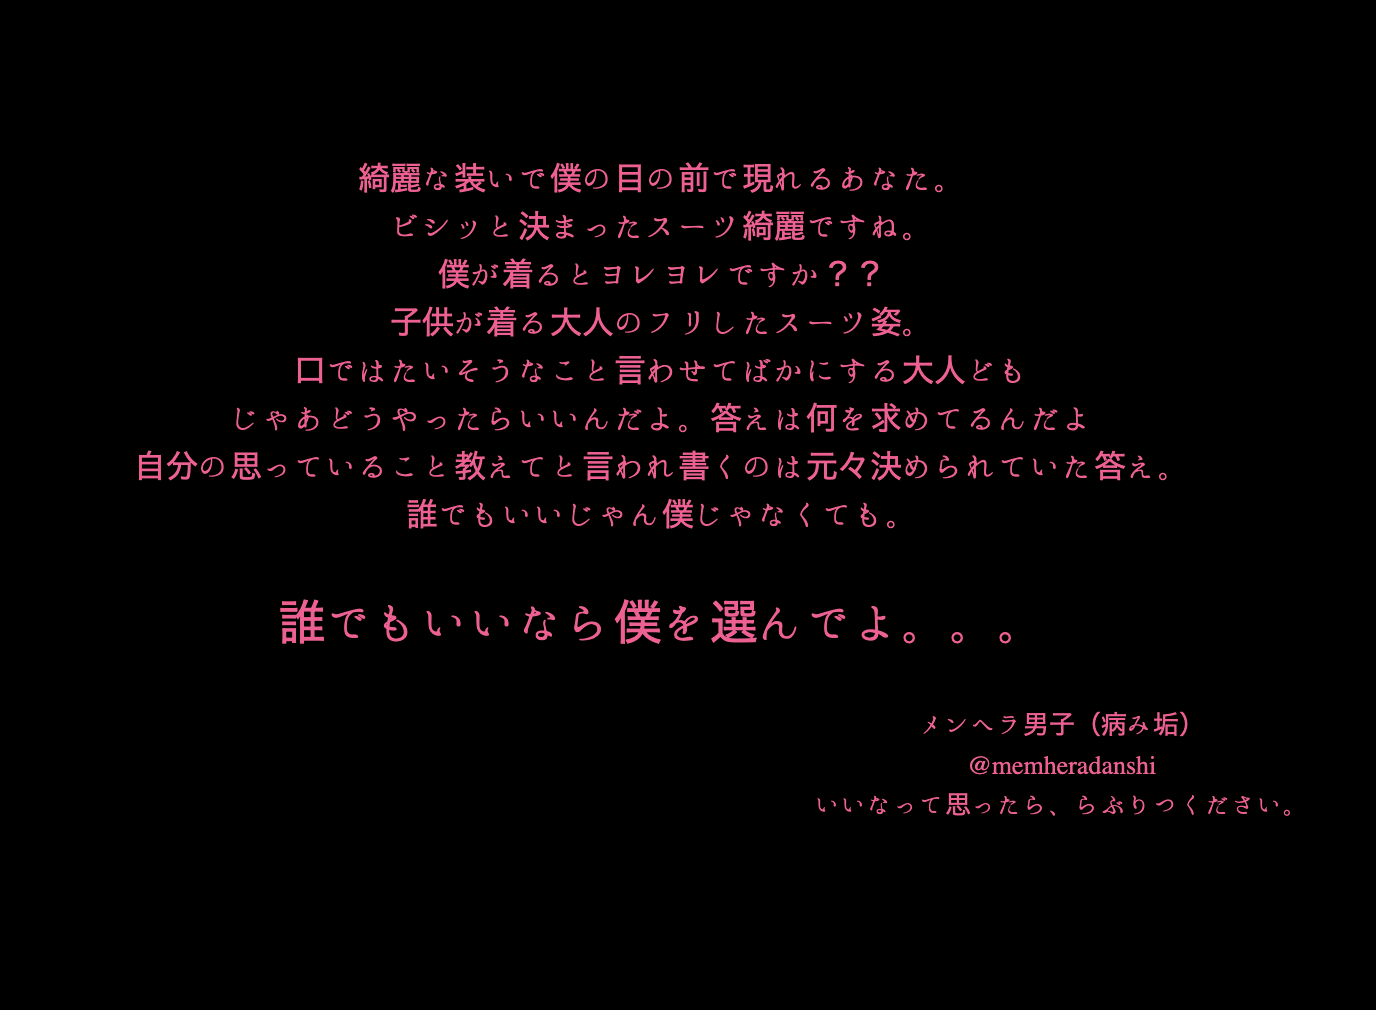 綺麗な装いで僕の目の前で現れるあなた。
ビシッと決まったスーツ綺麗ですね。
僕が着るとヨレヨレですか？？
子供が着る大人のフリしたスーツ姿。
口ではたいそうなこと言わせてばかにする大人ども
じゃあどうやったらいいんだよ。答えは何を求めてるんだよ
自分の思っていること教えてと言われ書くのは元々決められていた答え。
誰でもいいじゃん僕じゃなくても。
誰でもいいなら僕を選んでよ。。。
メンヘラ男子（病み垢）
@memheradanshi
いいなって思ったら、らぶりつください。